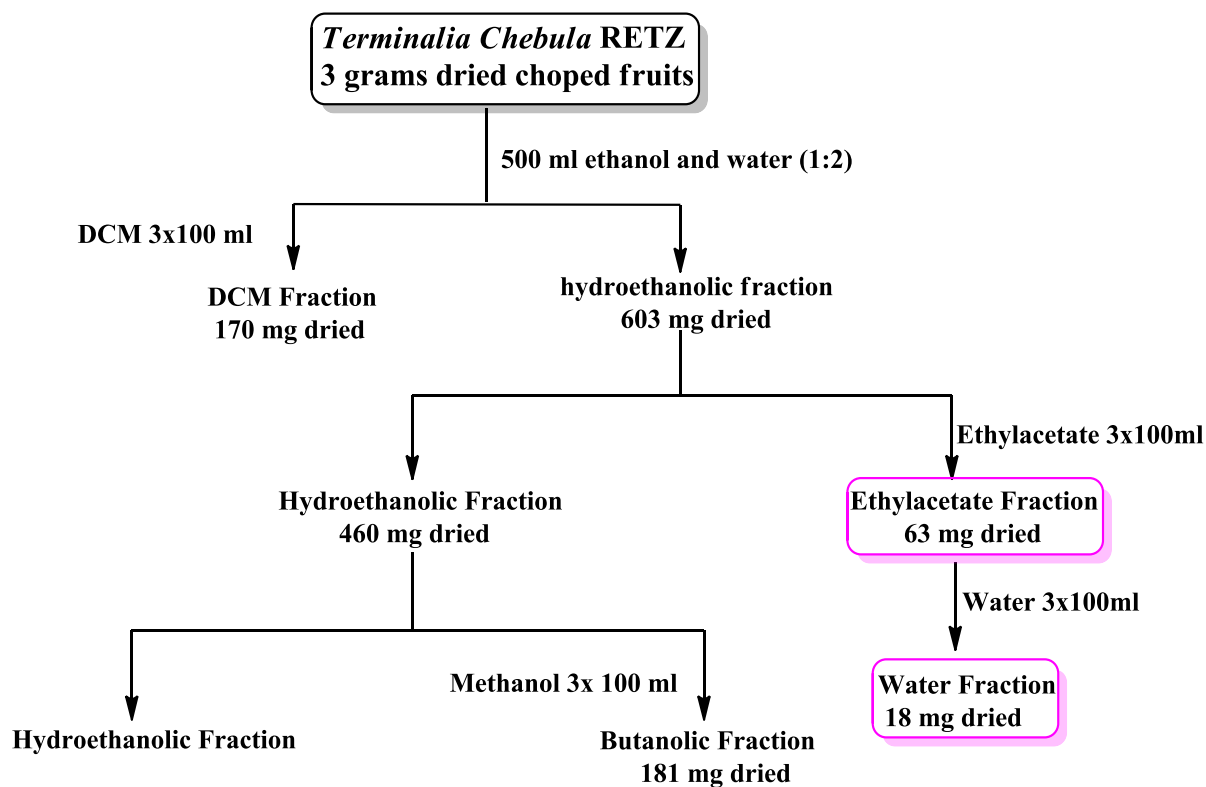 Terminalia Chebula RETZ
3 grams dried choped fruits
500 ml ethanol and water (1:2)
DCM 3x100 ml
DCM Fraction
170 mg dried
hydroethanolic fraction
603 mg dried
Ethylacetate 3x100ml
Hydroethanolic Fraction
460 mg dried
Ethylacetate Fraction
63 mg dried
Water 3x100ml
Methanol 3x 100 ml
Water Fraction
18 mg dried
Hydroethanolic Fraction
Butanolic Fraction
181 mg dried